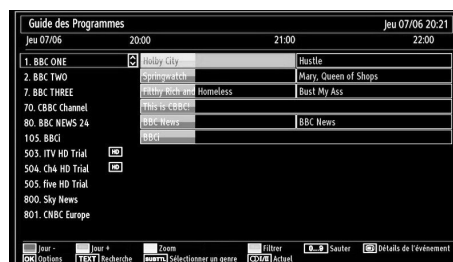 Guide des Programmes Jeu 07/06 20:21
Jeu 07/06 20:00 21:00 22:00
1. BBC ONE Holby City Hustle
2. BBC TWO Springwatch Mary, Queen of Shops
7. BBC THREE Filthy Rich and Homeless Bust My Ass
70. CBBC Channel This is CBBC!
80. BBC NEWS 24 BBC News BBC News
105. BBCi BBCi
503. ITV HD Trial HD
504. Ch4 HD Trial HD
505. five HD Trial
800. Sky News
801. CNBC Europe
Jour - Jour + Zoom Filtrer 0...9 Sauter Détails de l'événement
OK Options TEXT Recherche SUBTTL Sélectionner un genre Actuel